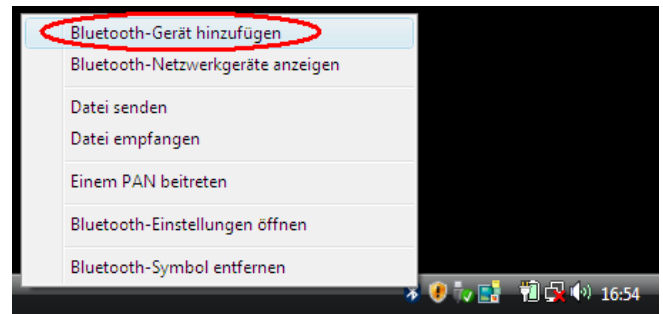 Bluetooth-Gerät hinzufügen
Bluetooth-Netzwerkgeräte anzeigen
Datei senden
Datei empfangen
Einem PAN beitreten
Bluetooth-Einstellungen öffnen
Bluetooth-Symbol entfernen
16:54